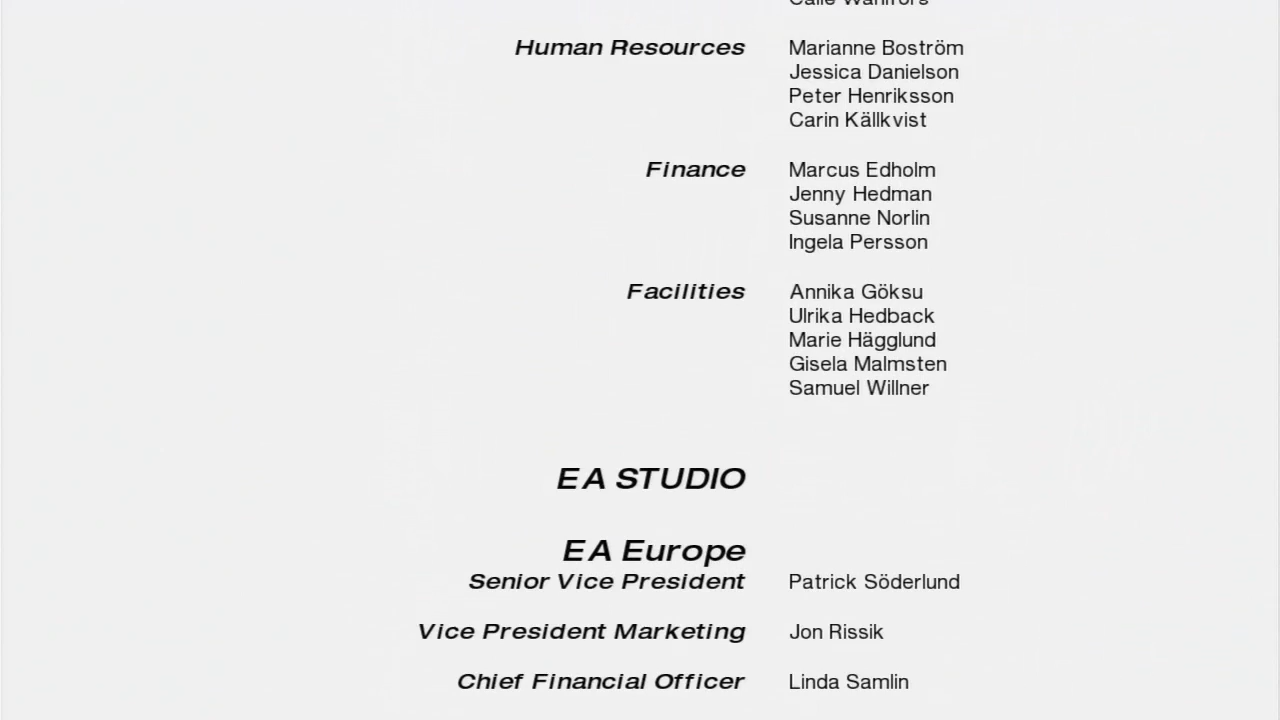 Calle Wahlfors
Human Resources Marianne Boström
Jessica Danielson
Peter Henriksson
Carin Källkvist
Finance Marcus Edholm
Jenny Hedman
Susanne Norlin
Ingela Persson
Facilities Annika Göksu
Ulrika Hedback
Marie Hägglund
Gisela Malmsten
Samuel Willner
EA STUDIO
EA Europe
Senior Vice President Patrick Söderlund
Vice President Marketing Jon Rissik
Chief Financial Officer Linda Samlin